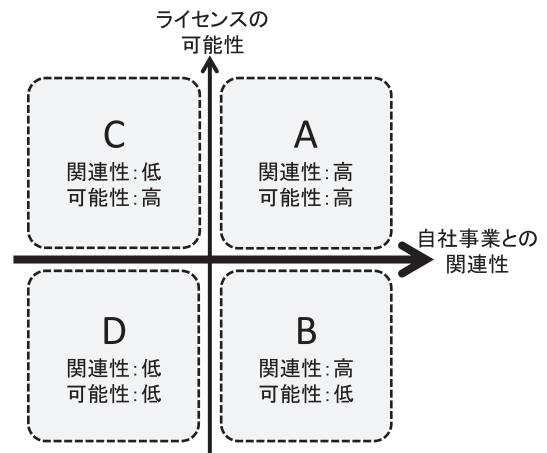 ライセンスの
可能性
C
関連性:低
可能性:高
A
関連性:高
可能性:高
自社事業との
関連性
D
関連性:低
可能性:低
B
関連性:高
可能性:低